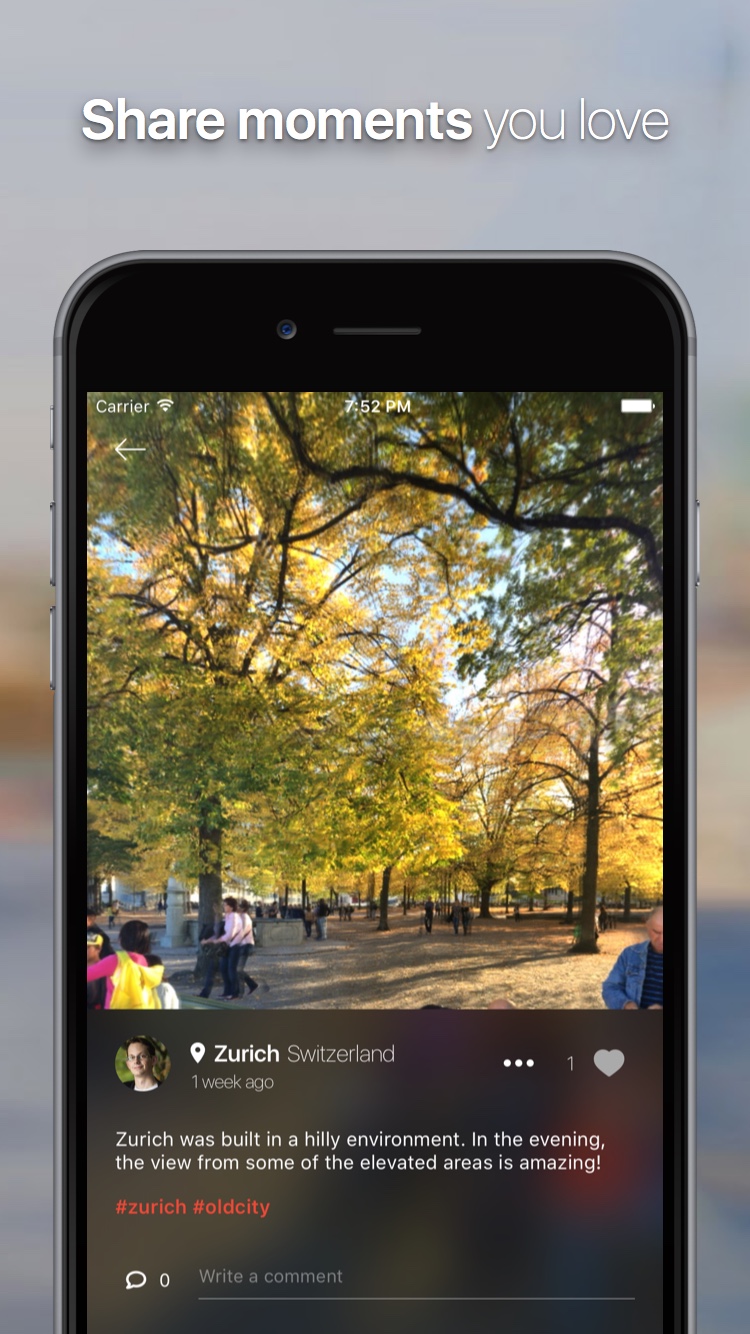 Share moments you love
Carrier 7:52 PM
Zurich Switzerland
1 week ago
1
Zurich was built in a hilly environment. In the evening,
the view from some of the elevated areas is amazing!
#zurich #oldcity
0 Write a comment